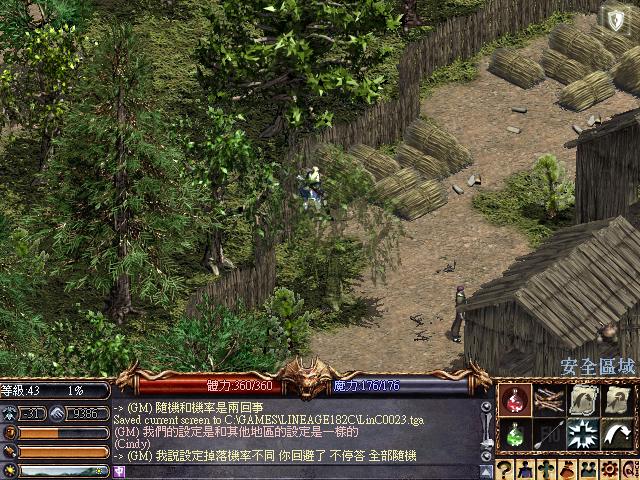 安全區域
等級:43 1%
體力:360/360
魔力:176/176
-31
9386
-> (GM) 隨機和機率是兩回事
Saved current screen to C:\GAMES\LINEAGE182C\LinC0023.tga
(GM) 我們的設定是和其他地區的設定是一樣的
(Cindy)
-> (GM) 我說設定掉落機率不同 你回避了 不停答 全部隨機